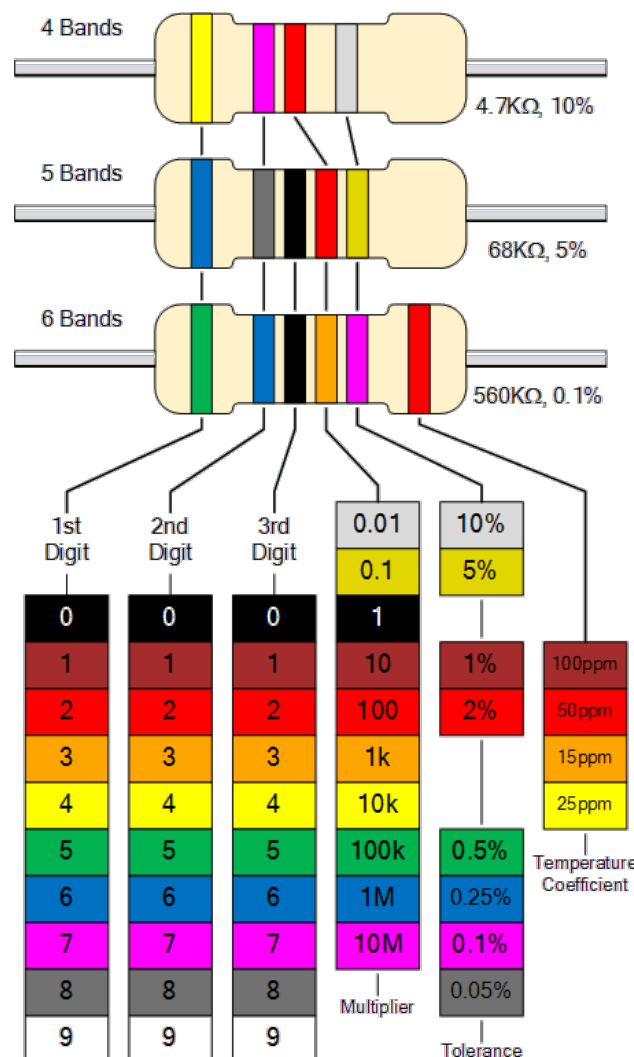 4 Bands
4.7KΩ, 10%
5 Bands
68KΩ, 5%
6 Bands
560KΩ, 0.1%
1st Digit
2nd Digit
3rd Digit
0.01 10%
0.1 5%
0 0 0 1
1 1 1 10 1% 100ppm
2 2 2 100 2% 50ppm
3 3 3 1k 15ppm
4 4 4 10k 25ppm
5 5 5 100k 0.5% Temperature
Coefficient
6 6 6 1M 0.25%
7 7 7 10M 0.1%
8 8 8 Multiplier 0.05%
9 9 9 Tolerance